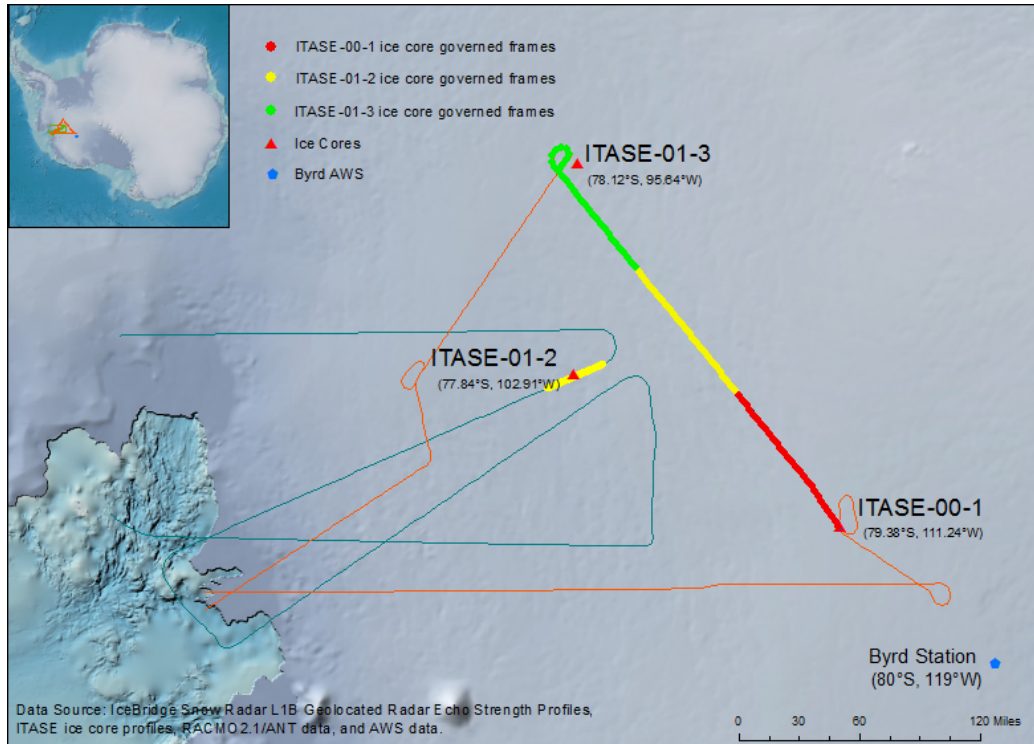 ITASE-00-1 ice core governed frames
ITASE-01-2 ice core governed frames
ITASE-01-3 ice core governed frames
Ice Cores
Byrd AWS
ITASE-01-3
(78.12°S, 95.64°W)
ITASE-01-2
(77.84°S, 102.91°W)
ITASE-00-1
(79.38°S, 111.24°W)
Byrd Station
(80°S, 119°W)
Data Source: IceBridge Snow Radar L1B Geolocated Radar Echo Strength Profiles,
ITASE ice core profiles, RACMO2.1/ANT data, and AWS data.
0 30 60 120 Miles